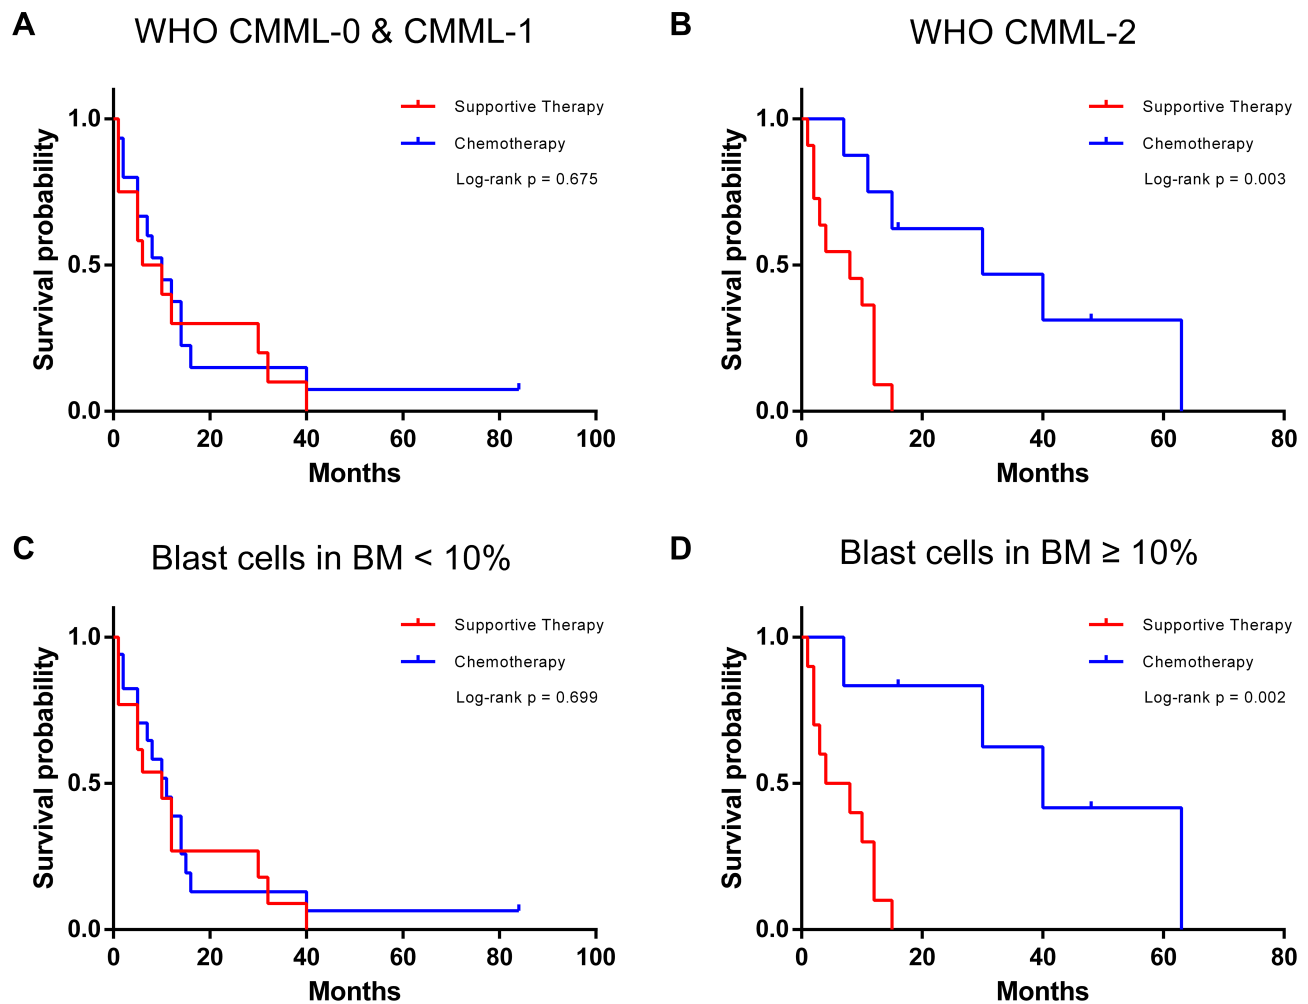 A
WHO CMML-0 & CMML-1
Survival probability
1.0
0.5
0.0
Supportive Therapy
Chemotherapy
Log-rank p = 0.675
0 20 40 60 80 100
Months
B
WHO CMML-2
Survival probability
1.0
0.5
0.0
Supportive Therapy
Chemotherapy
Log-rank p = 0.003
0 20 40 60 80
Months
C
Blast cells in BM < 10%
Survival probability
1.0
0.5
0.0
Supportive Therapy
Chemotherapy
Log-rank p = 0.699
0 20 40 60 80 100
Months
D
Blast cells in BM ≥ 10%
Survival probability
1.0
0.5
0.0
Supportive Therapy
Chemotherapy
Log-rank p = 0.002
0 20 40 60 80
Months